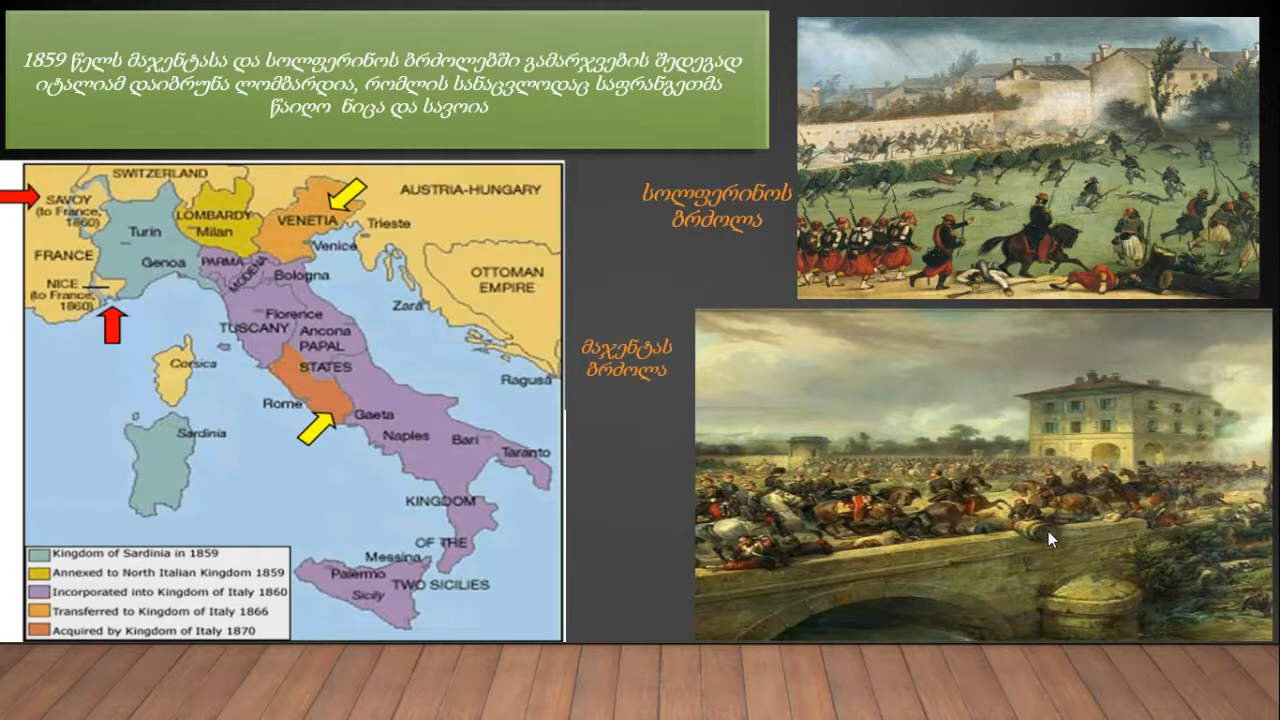 1859 წელს მაჯენტასა და სოლფერინოს ბრძოლებში გამარჯვების შედეგად
იტალიამ დაიბრუნა ლომბარდია, რომლის სანაცვლოდაც საფრანგეთმა
წაიღო ნიცა და სავოია
სოლფერინოს
ბრძოლა
მაჯენტას
ბრძოლა
SWITZERLAND
AUSTRIA-HUNGARY
SAVOY
(to France,
1860)
LOMBARDY
Milan
VENETIA
Trieste
Turin
Venice
FRANCE
Genoa
PARMA
MODENA
Bologna
OTTOMAN
EMPIRE
NICE
(to France,
1860)
Zara
Florence
TUSCANY
Ancona
PAPAL
STATES
Corsica
Ragusa
Rome
Gaeta
Sardinia
Naples
Bari
Taranto
KINGDOM
OF THE
TWO SICILIES
Messina
Palermo
Sicily
Kingdom of Sardinia in 1859
Annexed to North Italian Kingdom 1859
Incorporated into Kingdom of Italy 1860
Transferred to Kingdom of Italy 1866
Acquired by Kingdom of Italy 1870